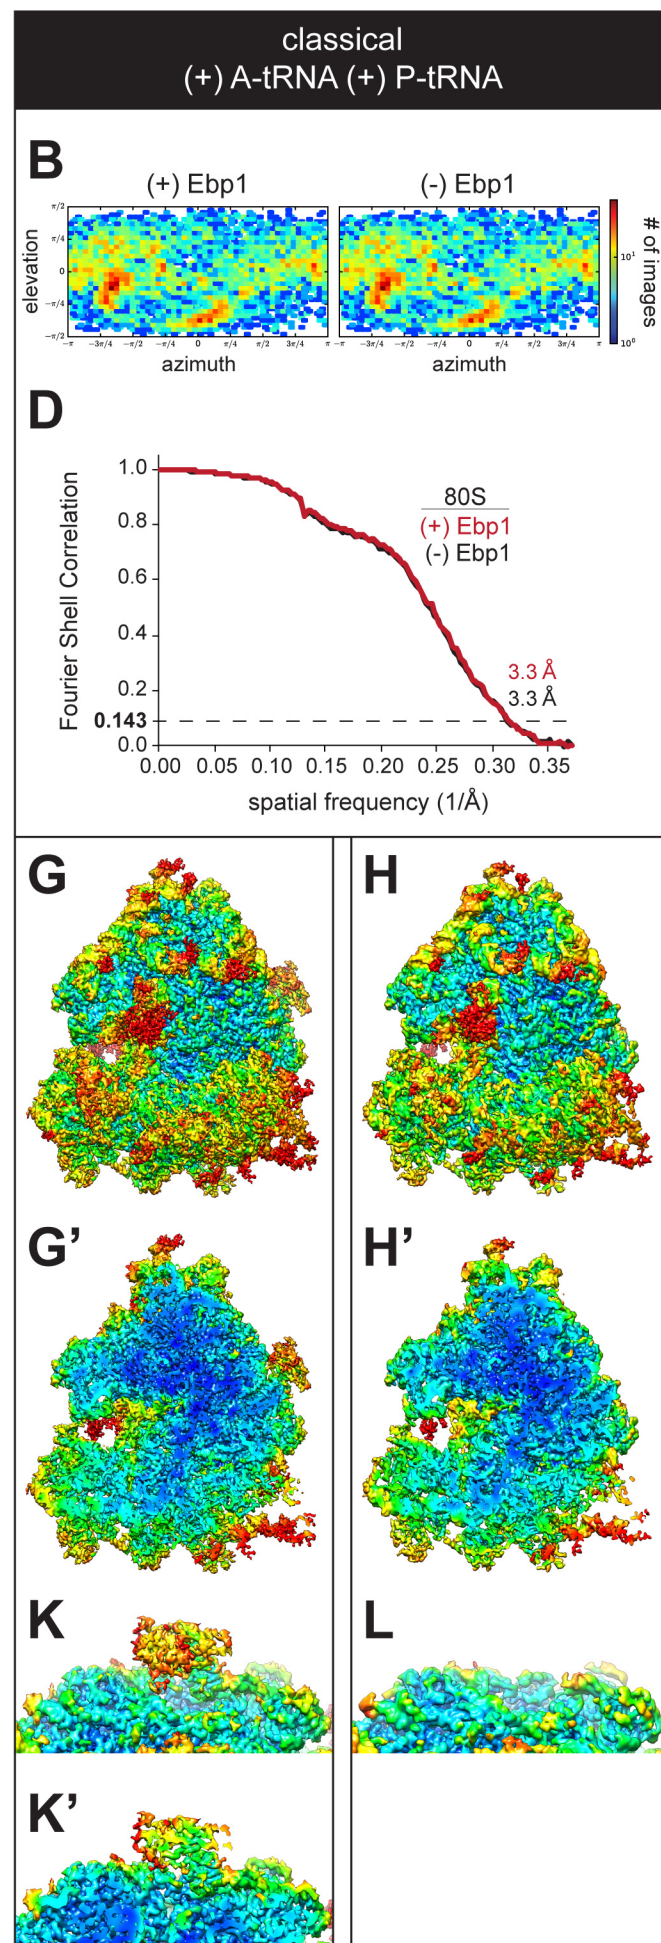 classical
(+) A-tRNA (+) P-tRNA
B
(+) Ebp1
(-) Ebp1
elevation
π/2
π/4
0
−π/4
−π/2
−π
−3π/4
−π/2
−π/4
0
π/4
π/2
3π/4
π
−π
−3π/4
−π/2
−π/4
0
π/4
π/2
3π/4
π
azimuth
azimuth
10¹
10⁰
# of images
D
Fourier Shell Correlation
1.0
0.8
0.6
0.4
0.2
0.143
0.0
80S
(+) Ebp1
(-) Ebp1
3.3 Å
3.3 Å
0.00 0.05 0.10 0.15 0.20 0.25 0.30 0.35
spatial frequency (1/Å)
G
H
G’
H’
K
L
K’